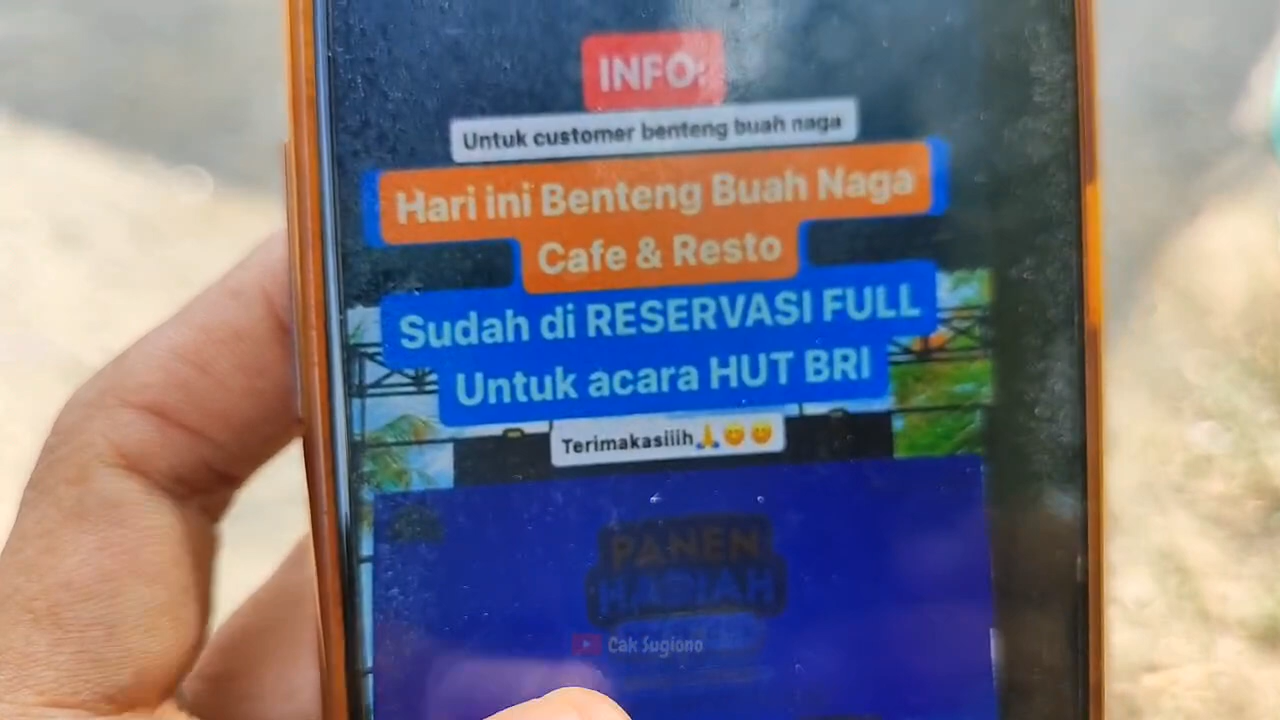 INFO:
Untuk customer benteng buah naga
Hari ini Benteng Buah Naga
Cafe & Resto
Sudah di RESERVASI FULL
Untuk acara HUT BRI
Terimakasiiih🙏😊😊
PANEN
HADIAH
Cak Sugiono